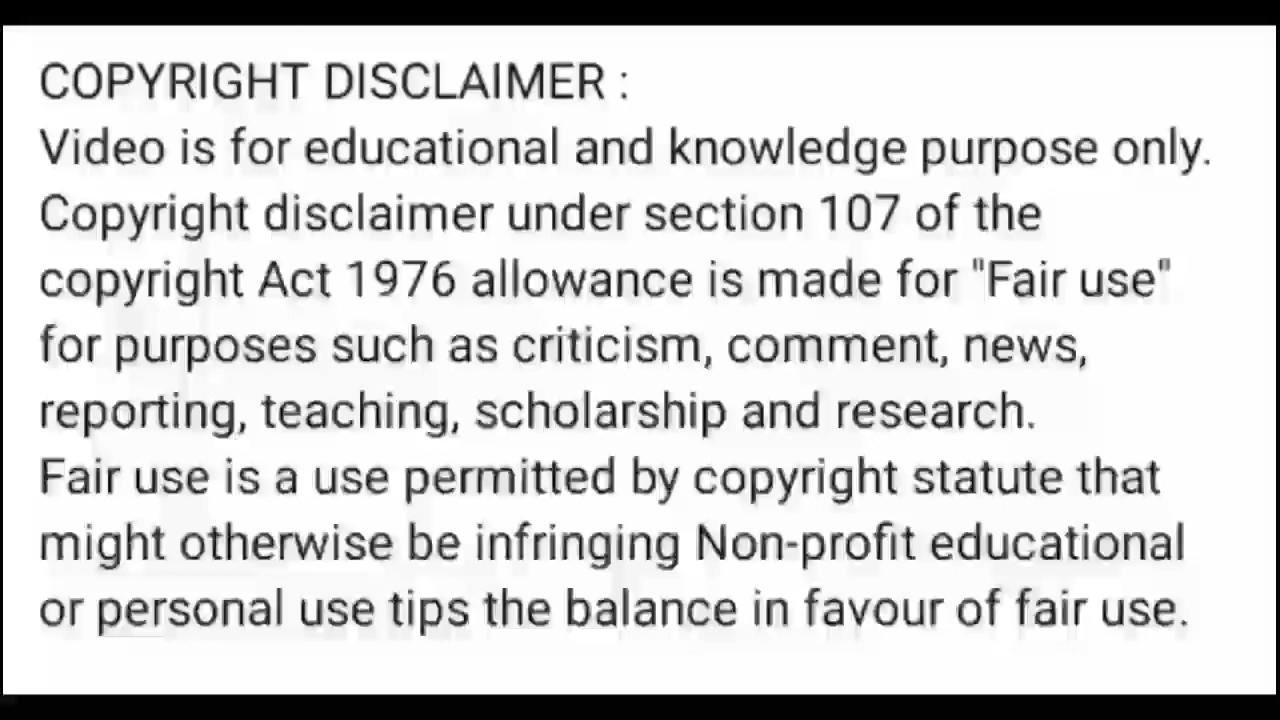 COPYRIGHT DISCLAIMER :
Video is for educational and knowledge purpose only.
Copyright disclaimer under section 107 of the
copyright Act 1976 allowance is made for "Fair use"
for purposes such as criticism, comment, news,
reporting, teaching, scholarship and research.
Fair use is a use permitted by copyright statute that
might otherwise be infringing Non-profit educational
or personal use tips the balance in favour of fair use.